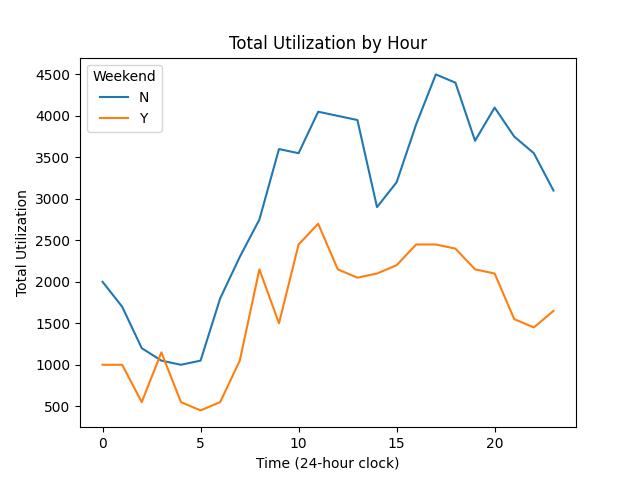 Total Utilization by Hour
Weekend
N
Y
4500
4000
3500
3000
2500
2000
1500
1000
500
Total Utilization
0 5 10 15 20
Time (24-hour clock)